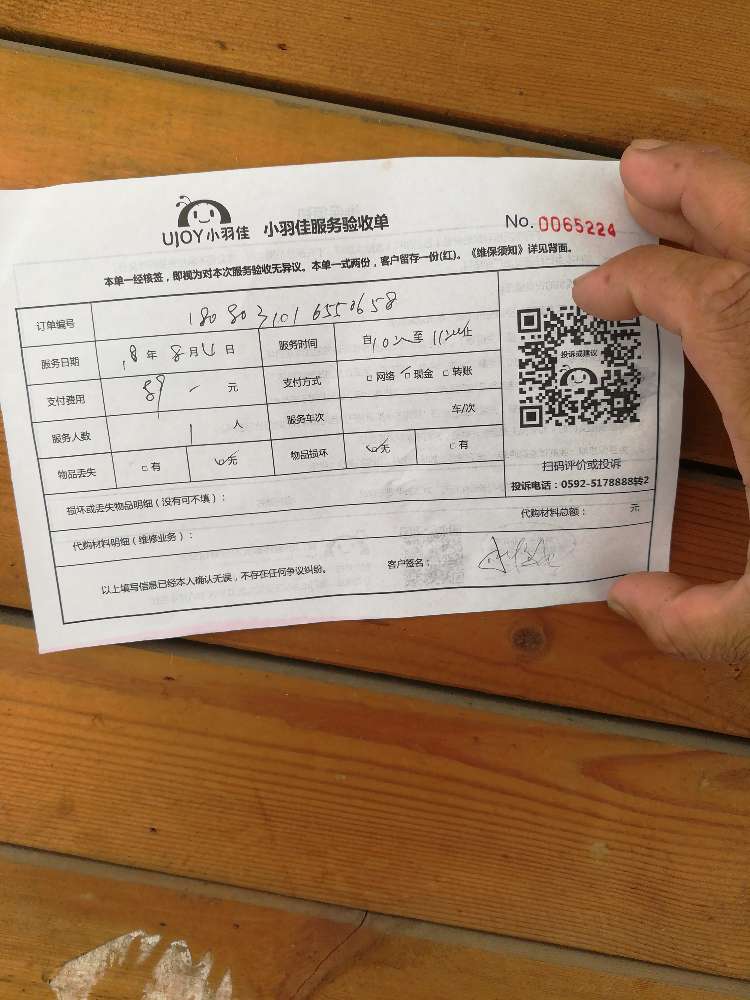 UJOY小羽佳 小羽佳服务验收单 No. 0065224
本单一经核签，即视为对本次服务验收无异议。本单一式两份，客户留存一份(红)。《维保须知》详见背面。
订单编号 1808031016550658
服务日期 18年8月4日 服务时间 自 至 止
支付费用 89 元 支付方式 网络 现金 转账
服务人数 1人 服务车次 车/次
物品丢失 有 无 物品损坏 无 有
损坏或丢失物品明细（没有可不填）：
代购材料明细（维修业务）： 代购材料总额： 元
以上填写信息已经本人确认无误，不存在任何争议纠纷。 客户签名：
投诉或建议
扫码评价或投诉
投诉电话：0592-5178888转2